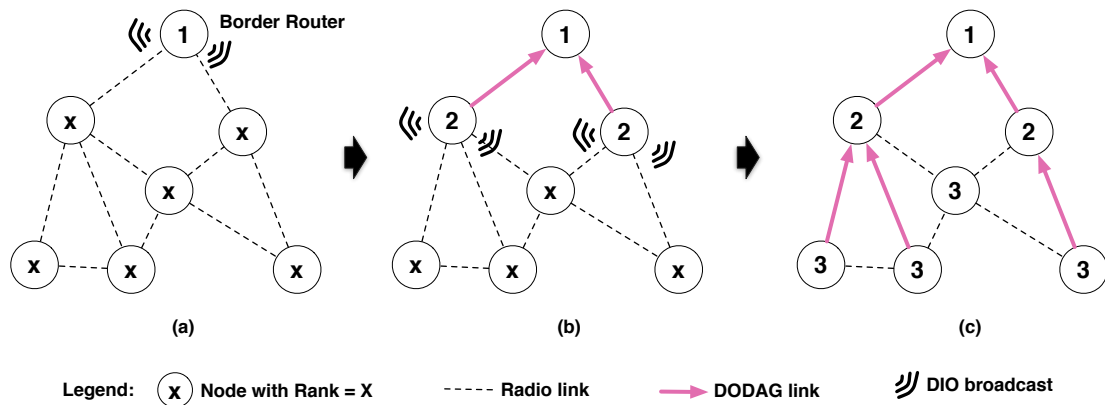 1 Border Router
x
x
x
x
x
x
(a)
1
2
2
x
x
x
x
(b)
1
2
2
3
3
3
3
(c)
Legend: x Node with Rank = X Radio link DODAG link DIO broadcast